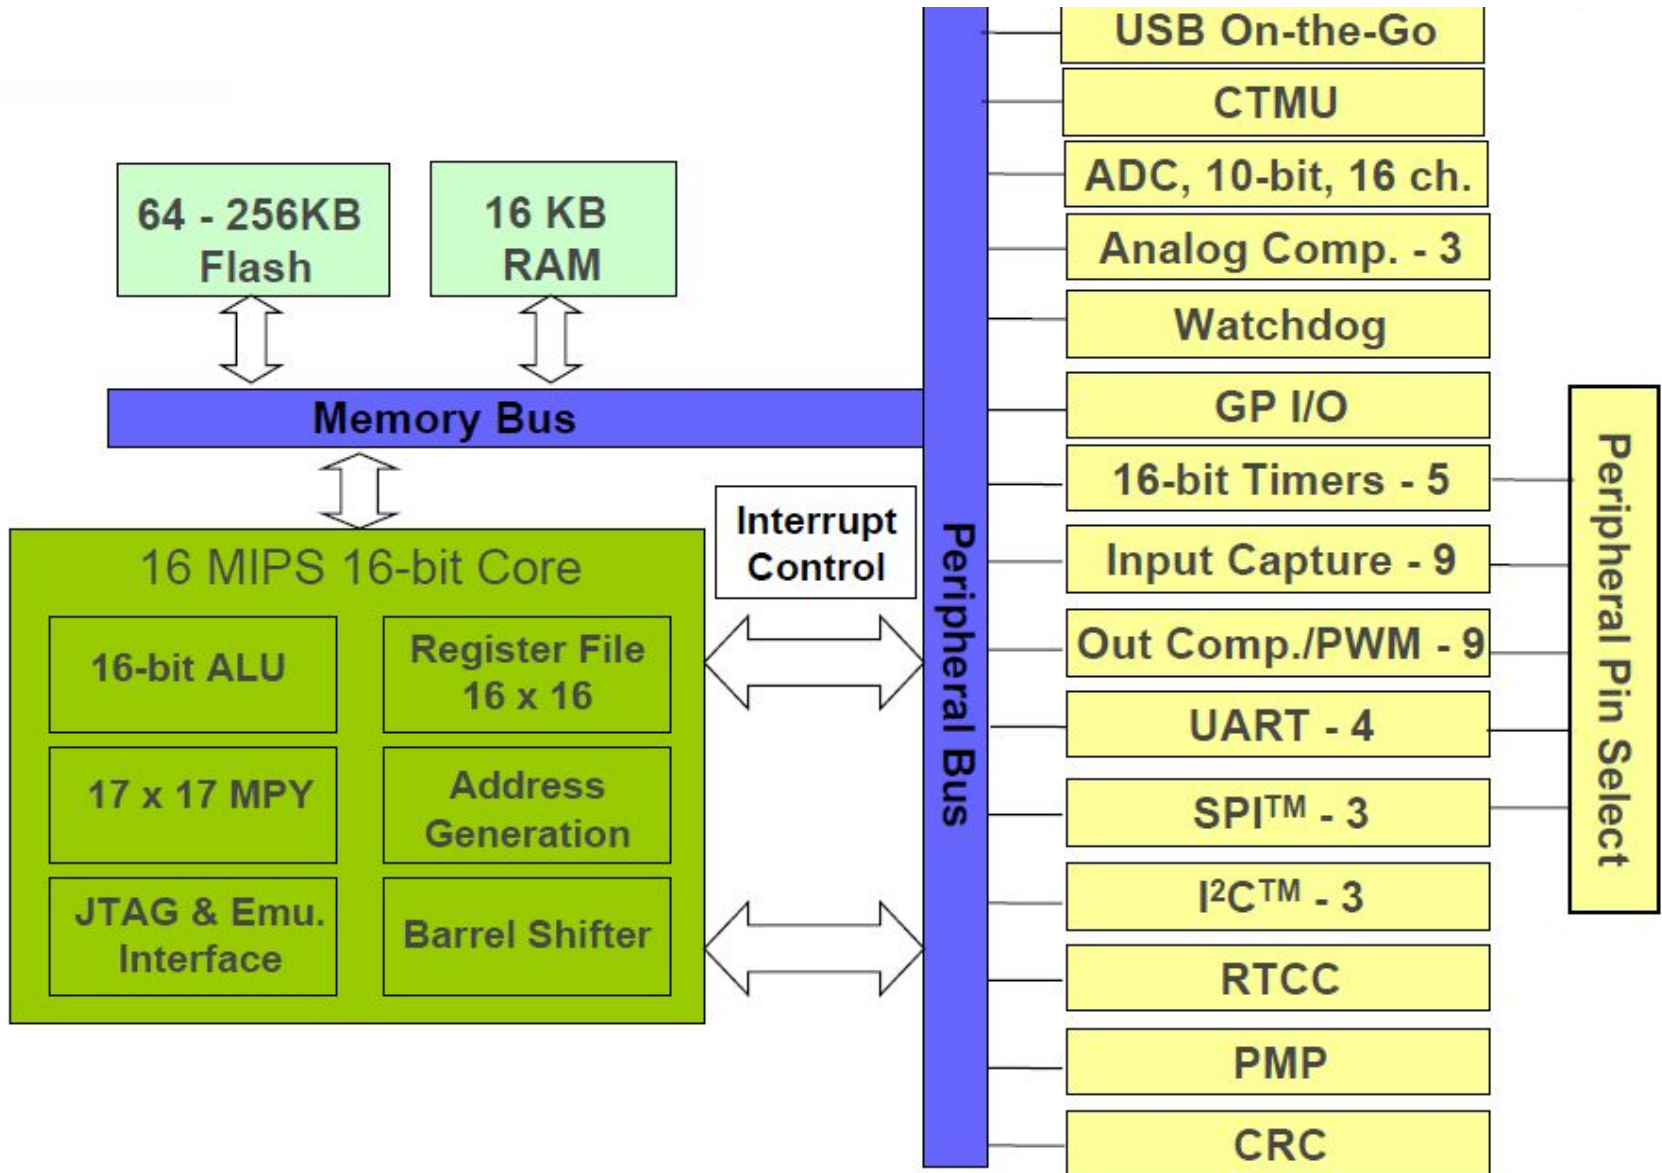 USB On-the-Go
CTMU
ADC, 10-bit, 16 ch.
Analog Comp. - 3
Watchdog
GP I/O
16-bit Timers - 5
Input Capture - 9
Out Comp./PWM - 9
UART - 4
SPI™ - 3
I²C™ - 3
RTCC
PMP
CRC
Peripheral Pin Select
Peripheral Bus
64 - 256KB
Flash
16 KB
RAM
Memory Bus
Interrupt
Control
16 MIPS 16-bit Core
16-bit ALU
Register File
16 x 16
17 x 17 MPY
Address
Generation
JTAG & Emu.
Interface
Barrel Shifter